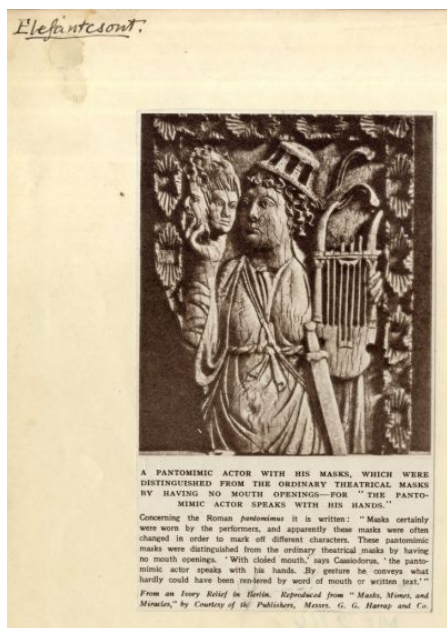 Elefántcsont.
A PANTOMIMIC ACTOR WITH HIS MASKS, WHICH WERE
DISTINGUISHED FROM THE ORDINARY THEATRICAL MASKS
BY HAVING NO MOUTH OPENINGS—FOR "THE PANTO-
MIMIC ACTOR SPEAKS WITH HIS HANDS."
Concerning the Roman pantomimus it is written: "Masks certainly
were worn by the performers, and apparently these masks were often
changed in order to mark off different characters. These pantomimic
masks were distinguished from the ordinary theatrical masks by having
no mouth openings. 'With closed mouth,' says Cassiodorus, 'the panto-
mimic actor speaks with his hands. By gesture he conveys what
hardly could have been rendered by word of mouth or written text.'"
From an Ivory Relief in Berlin. Reproduced from "Masks, Mimes, and
Miracles," by Courtesy of the Publishers, Messrs. G. G. Harrap and Co.